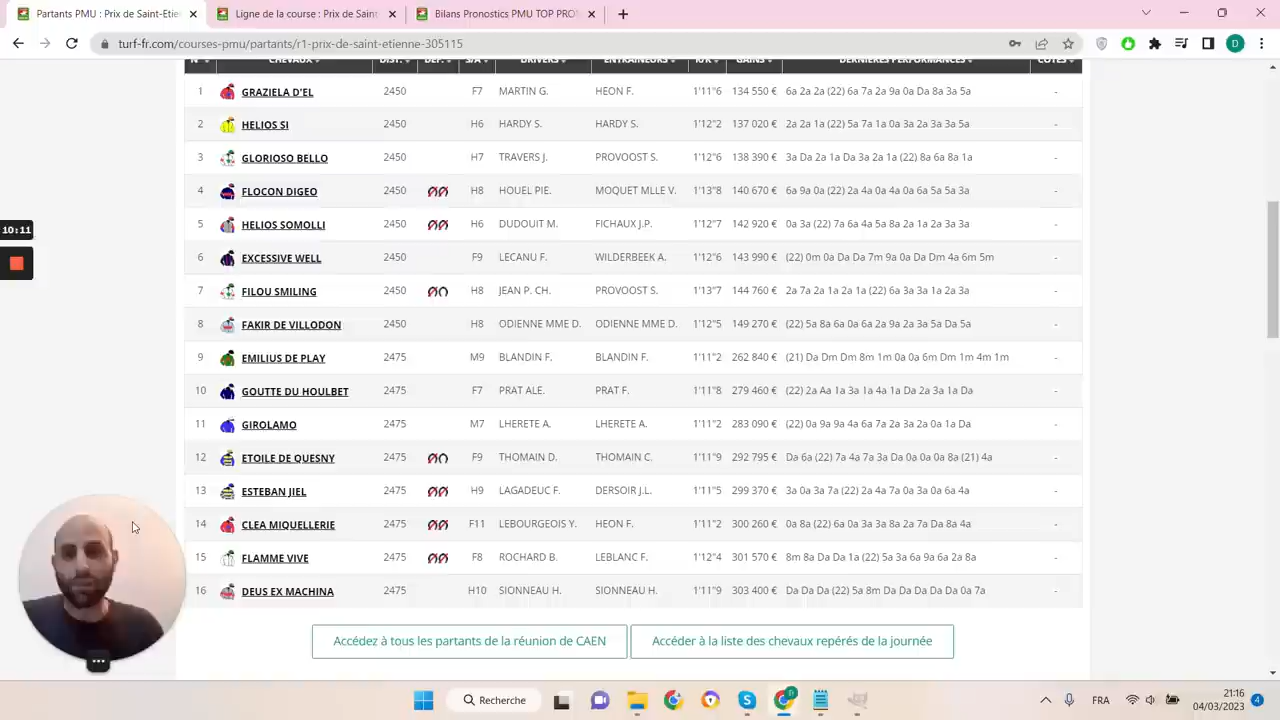 Partants PMU : Prix de Saint-Etie
Ligne de la course : Prix de Sain
Bilans Pronostics PMU TOP PRO
turf-fr.com/courses-pmu/partants/r1-prix-de-saint-etienne-305115
N° CHEVAUX DIST. DEF. S/A DRIVERS ENTRAÎNEURS R/K GAINS DERNIÈRES PERFORMANCES COTES
1 GRAZIELA D'EL 2450 F7 MARTIN G. HEON F. 1'11"6 134 550 € 6a 2a 2a (22) 6a 7a 2a 9a 0a Da Da 3a 5a -
2 HELIOS SI 2450 H6 HARDY S. HARDY S. 1'12"2 137 020 € 2a 2a 1a (22) 5a 7a 1a 0a 3a 2a 3a 3a 5a -
3 GLORIOSO BELLO 2450 H7 TRAVERS J. PROVOOST S. 1'12"6 138 390 € 3a Da 2a 1a Da 3a 2a 1a (22) 8a 6a 8a 1a -
4 FLOCON DIGEO 2450 H8 HOUEL PIE. MOQUET MLLE V. 1'13"8 140 670 € 6a 9a 0a (22) 2a 4a 0a 4a 0a 6a 5a 5a 3a -
5 HELIOS SOMOLLI 2450 H6 DUDOUIT M. FICHAUX J.P. 1'12"7 142 920 € 0a 3a (22) 7a 6a 4a 5a 8a 2a 1a 2a 3a 3a -
6 EXCESSIVE WELL 2450 F9 LECANU F. WILDERBEEK A. 1'12"6 143 990 € (22) 0m 0a Da Da 7m 9a 0a Da Dm 4a 6m 5m -
7 FILOU SMILING 2450 H8 JEAN P. CH. PROVOOST S. 1'13"7 144 760 € 2a 7a 2a 1a 2a 1a (22) 6a 3a 3a 1a 2a 3a -
8 FAKIR DE VILLODON 2450 H8 ODIENNE MME D. ODIENNE MME D. 1'12"5 149 270 € (22) 5a 8a 6a 0a 6a 2a 9a 2a 3a 5a Da 5a -
9 EMILIUS DE PLAY 2475 M9 BLANDIN F. BLANDIN F. 1'11"2 262 840 € (21) Da Dm Dm 8m 1m 0a 0a 0m Dm 1m 4m 1m -
10 GOUTTE DU HOULBET 2475 F7 PRAT ALE. PRAT F. 1'11"8 279 460 € (22) 2a Aa 1a 3a 1a 4a 1a Da 2a 3a 1a Da -
11 GIROLAMO 2475 M7 LHERETE A. LHERETE A. 1'11"2 283 090 € (22) 0a 9a 9a 4a 6a 7a 2a 3a 2a 0a 1a Da -
12 ETOILE DE QUESNY 2475 F9 THOMAIN D. THOMAIN C. 1'11"9 292 795 € Da 6a (22) 7a 4a 7a 3a Da 0a 0a 0a 8a (21) 4a -
13 ESTEBAN JIEL 2475 H9 LAGADEUC F. DERSOIR J.L. 1'11"5 299 370 € 3a 0a 3a 7a (22) 2a 4a 7a 0a 3a 0a 6a 4a -
14 CLEA MIQUELLERIE 2475 F11 LEBOURGEOIS Y. HEON F. 1'11"2 300 260 € 0a 8a (22) 6a 0a 3a 3a 8a 2a 7a Da 8a 4a -
15 FLAMME VIVE 2475 F8 ROCHARD B. LEBLANC F. 1'12"4 301 570 € 8m 8a Da Da 1a (22) 5a 3a 6a 9a 6a 2a 8a -
16 DEUS EX MACHINA 2475 H10 SIONNEAU H. SIONNEAU H. 1'11"9 303 400 € Da Da Da (22) 5a 8m Da Da Da Da Da 0a 7a -
10:11
Accédez à tous les partants de la réunion de CAEN
Accéder à la liste des chevaux repérés de la journée
Recherche
FRA
21:16
04/03/2023
4